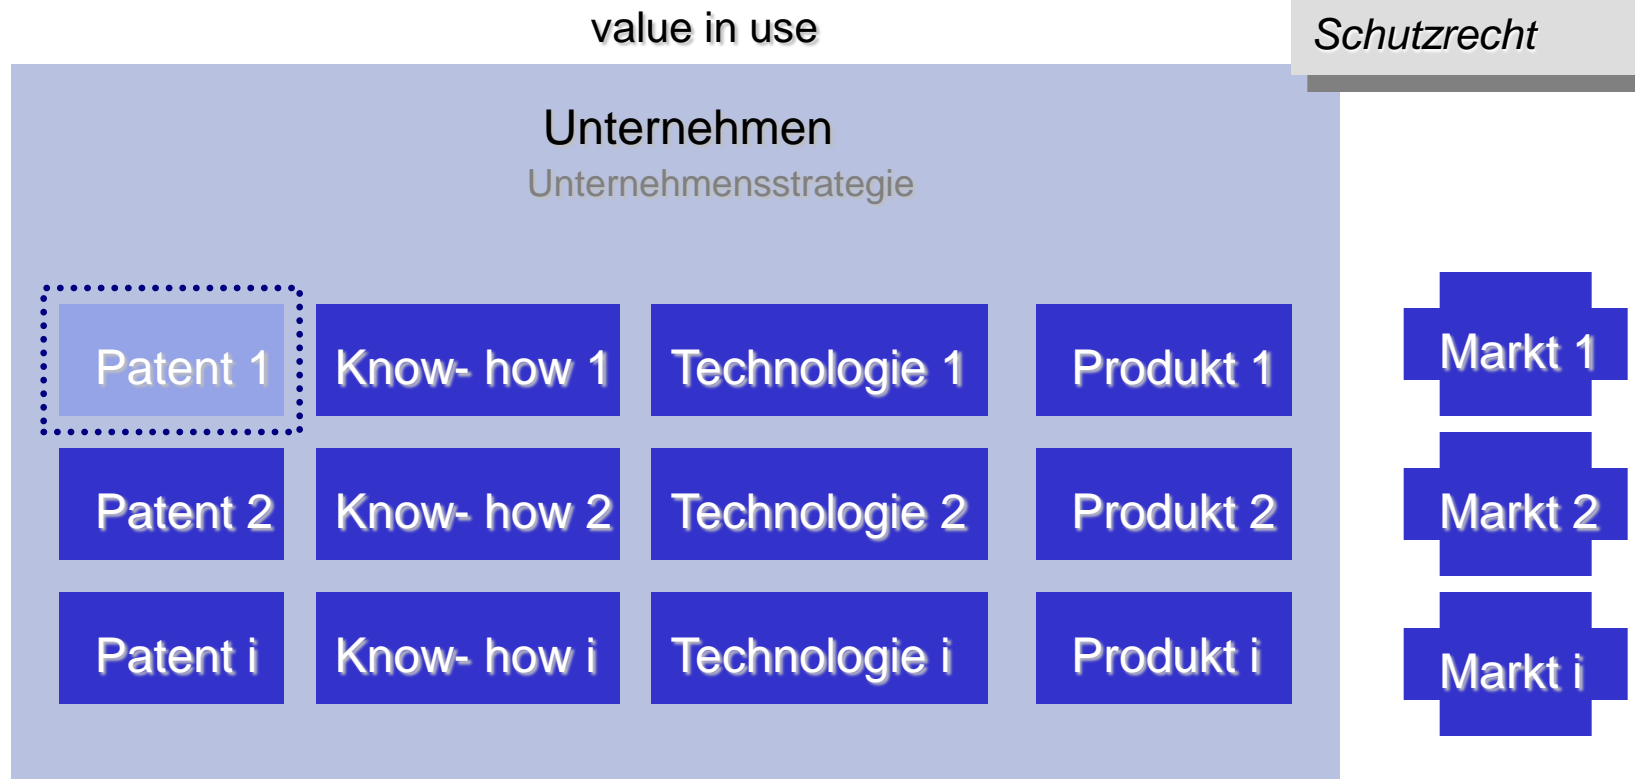 value in use
Schutzrecht
Unternehmen
Unternehmensstrategie
Patent 1
Know- how 1
Technologie 1
Produkt 1
Markt 1
Patent 2
Know- how 2
Technologie 2
Produkt 2
Markt 2
Patent i
Know- how i
Technologie i
Produkt i
Markt i